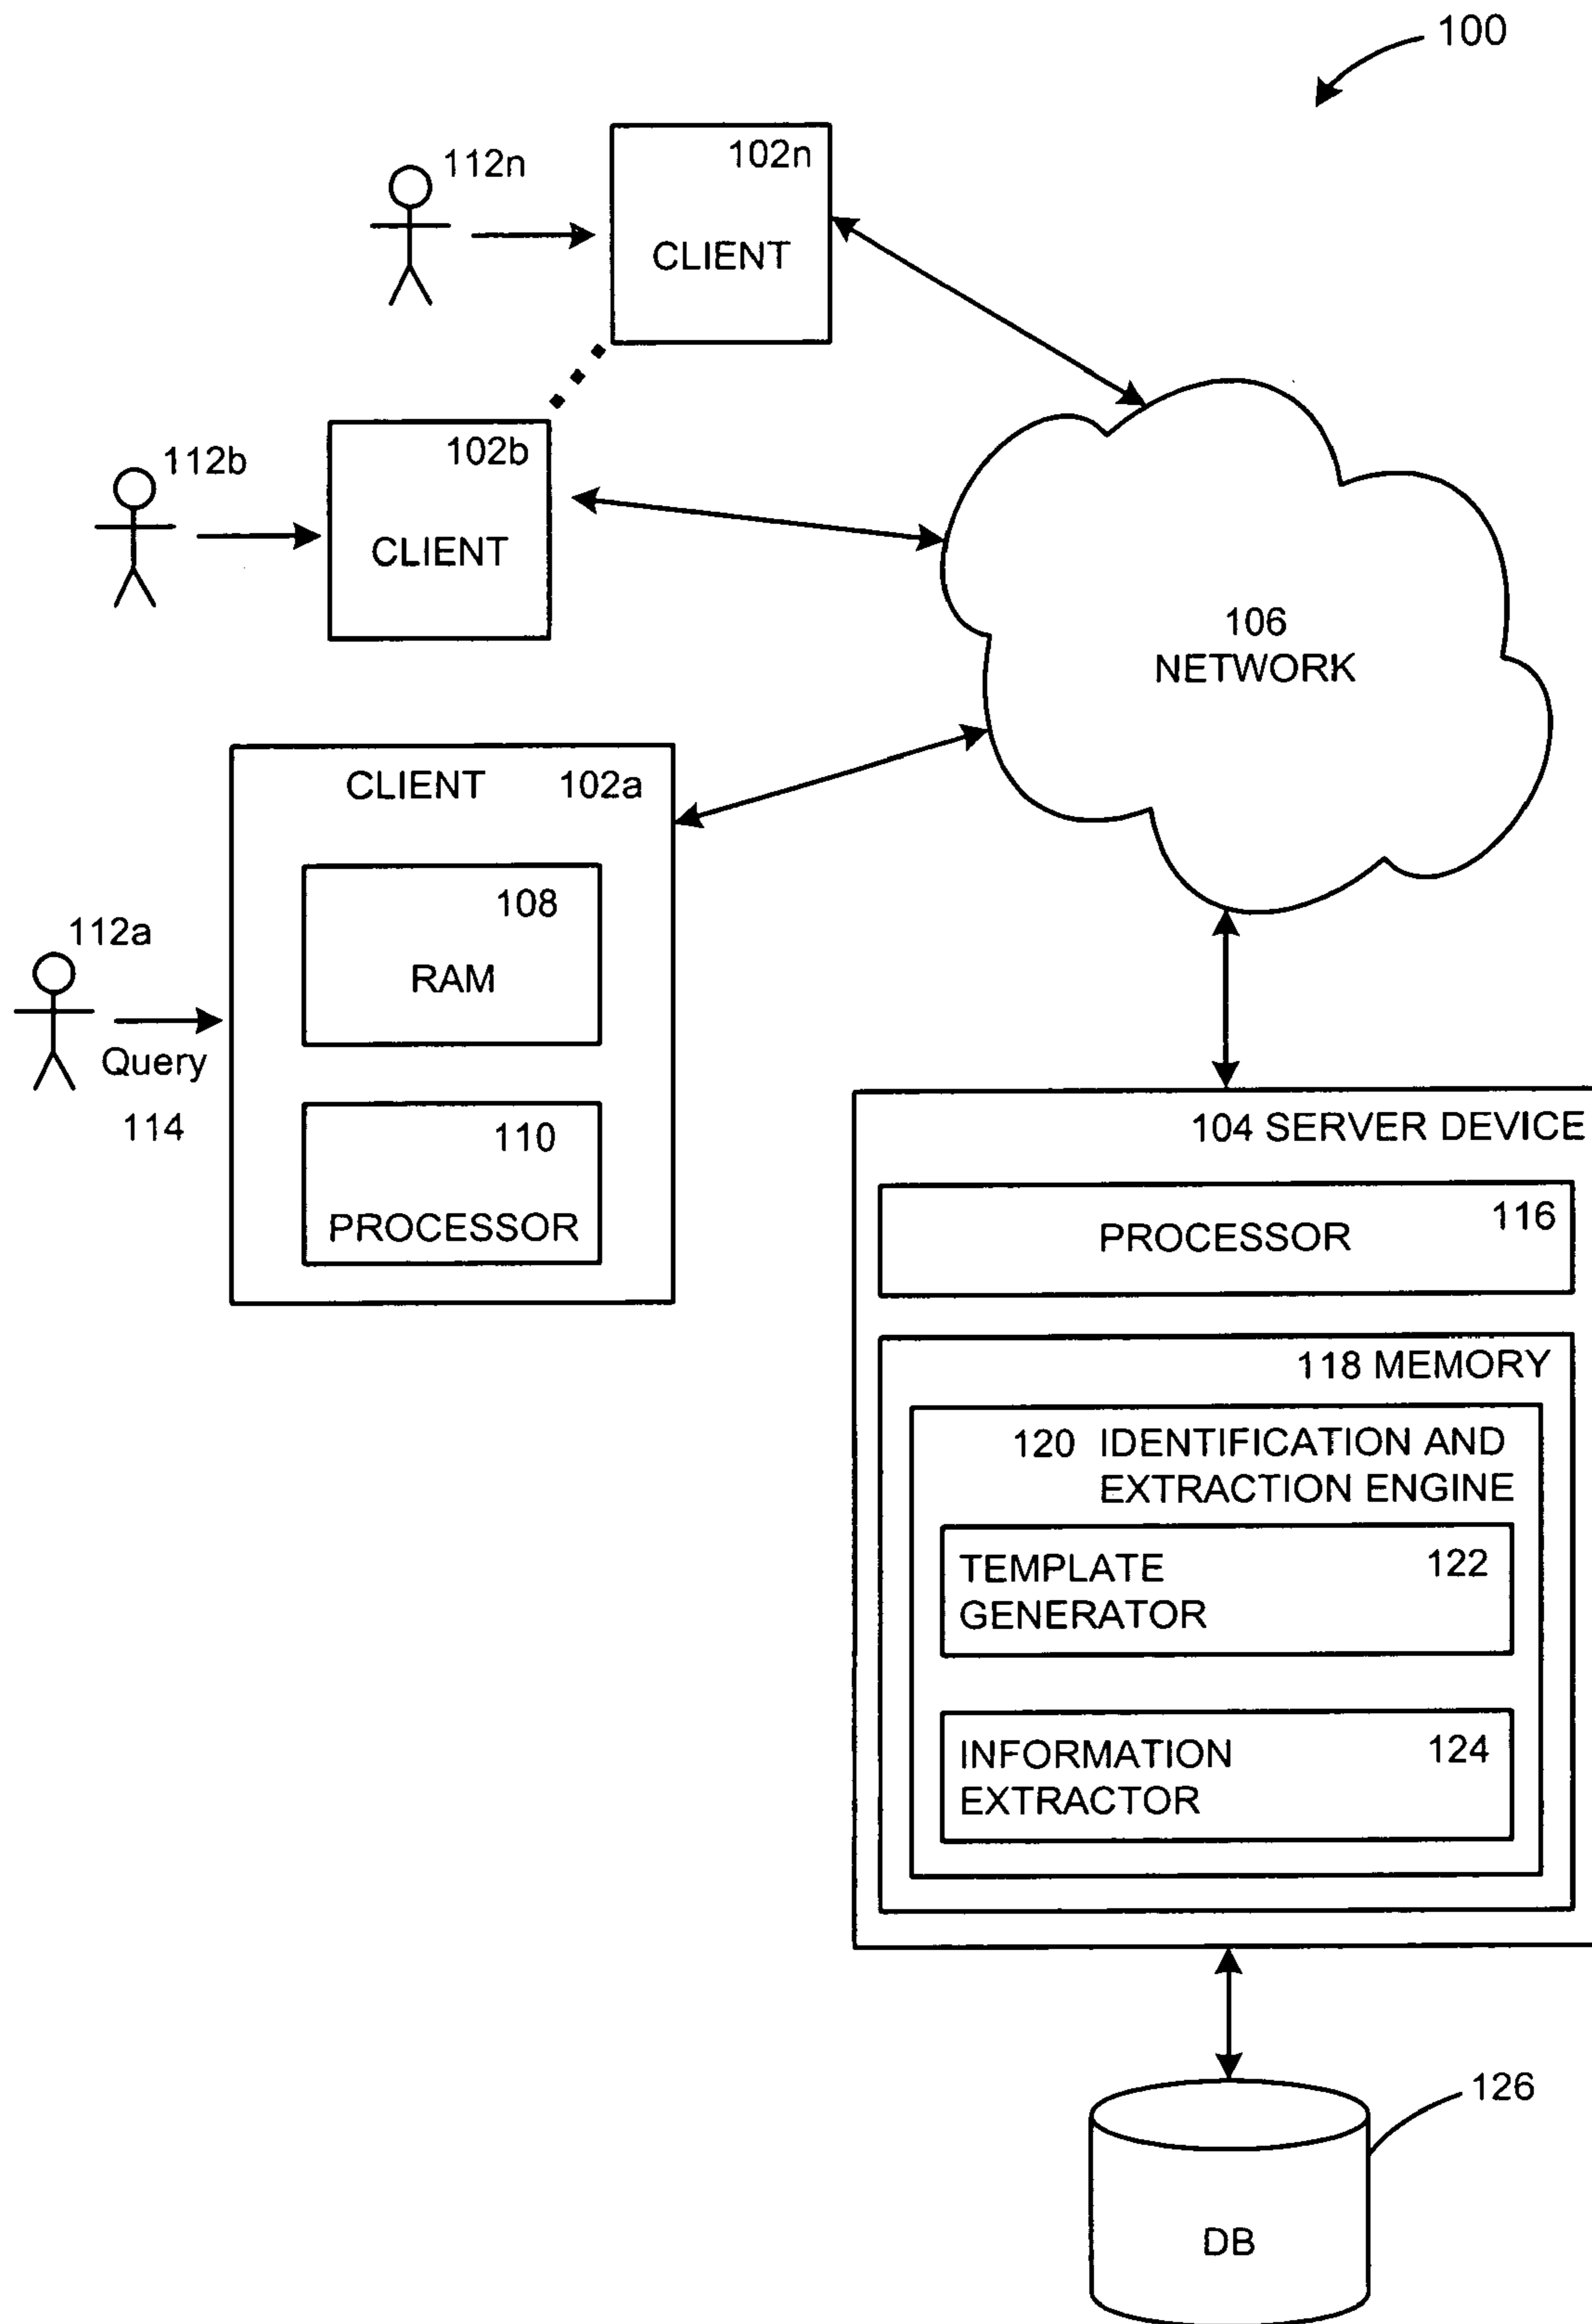 100
112n
102n
CLIENT
112b
102b
CLIENT
106
NETWORK
CLIENT 102a
108
RAM
112a
Query
114
110
PROCESSOR
104 SERVER DEVICE
PROCESSOR 116
118 MEMORY
120 IDENTIFICATION AND
EXTRACTION ENGINE
TEMPLATE 122
GENERATOR
INFORMATION 124
EXTRACTOR
126
DB